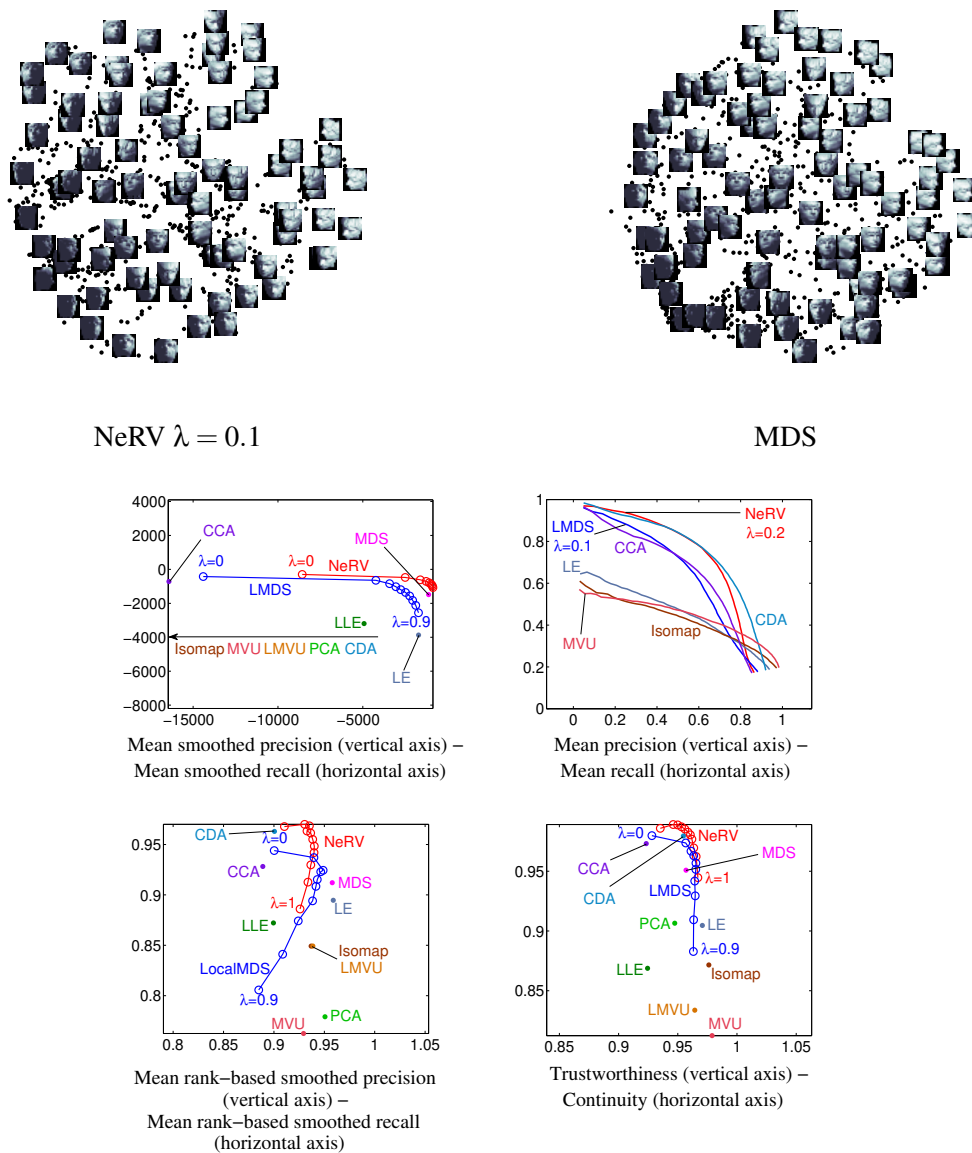 NeRV λ = 0.1
MDS
4000
2000
0
−2000
−4000
−6000
−8000
−15000
−10000
−5000
CCA
λ=0
λ=0
MDS
NeRV
LMDS
LLE
λ=0.9
Isomap MVU LMVU PCA CDA
LE
Mean smoothed precision (vertical axis) −
Mean smoothed recall (horizontal axis)
1
0.8
0.6
0.4
0.2
0
0
0.2
0.4
0.6
0.8
1
NeRV
λ=0.2
LMDS
λ=0.1
CCA
LE
CDA
Isomap
MVU
Mean precision (vertical axis) −
Mean recall (horizontal axis)
0.95
0.9
0.85
0.8
0.8
0.85
0.9
0.95
1
1.05
CDA
λ=0
NeRV
CCA
MDS
LE
λ=1
LLE
Isomap
LMVU
LocalMDS
λ=0.9
PCA
MVU
Mean rank−based smoothed precision
(vertical axis) −
Mean rank−based smoothed recall
(horizontal axis)
0.95
0.9
0.85
0.85
0.9
0.95
1
1.05
λ=0
NeRV
CCA
MDS
λ=1
LMDS
CDA
PCA
LE
λ=0.9
LLE
Isomap
LMVU
MVU
Trustworthiness (vertical axis) −
Continuity (horizontal axis)